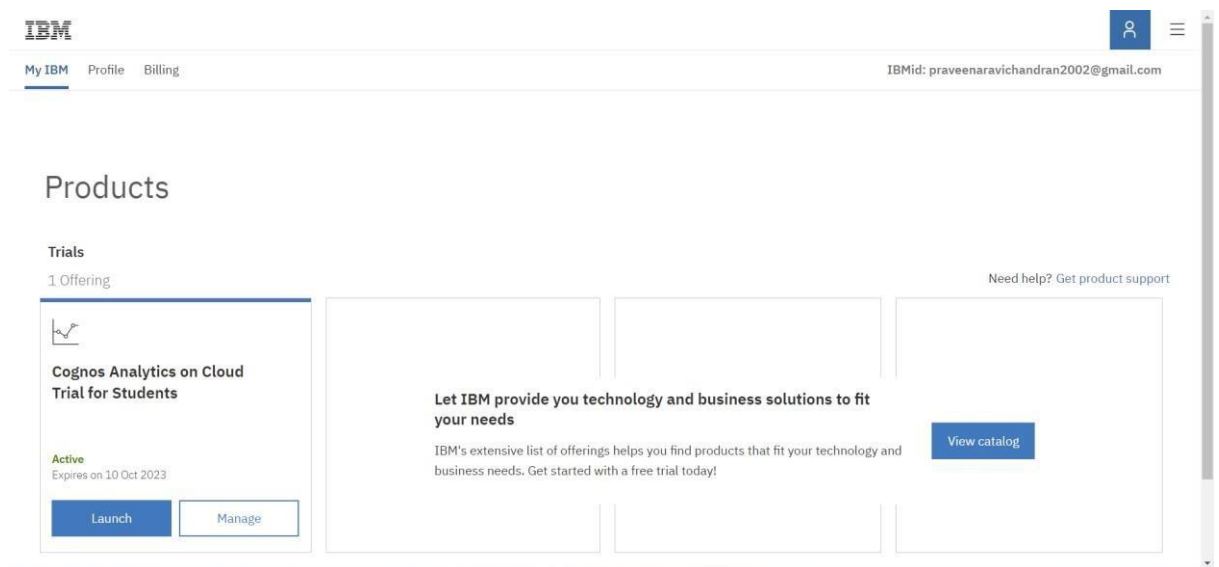 IBM
My IBM Profile Billing IBMid: praveenaravichandran2002@gmail.com
Products
Trials
1 Offering
Need help? Get product support
Cognos Analytics on Cloud
Trial for Students
Active
Expires on 10 Oct 2023
Launch Manage
Let IBM provide you technology and business solutions to fit
your needs
IBM's extensive list of offerings helps you find products that fit your technology and
business needs. Get started with a free trial today!
View catalog